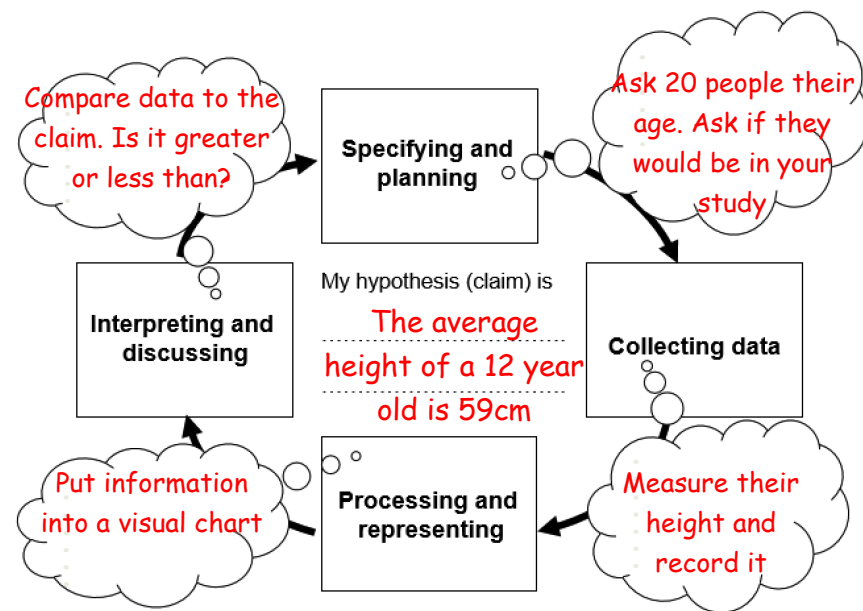 Compare data to the
claim. Is it greater
or less than?
Specifying and
planning
Ask 20 people their
age. Ask if they
would be in your
study
My hypothesis (claim) is
The average
height of a 12 year
old is 59cm
Interpreting and
discussing
Collecting data
Put information
into a visual chart
Processing and
representing
Measure their
height and
record it